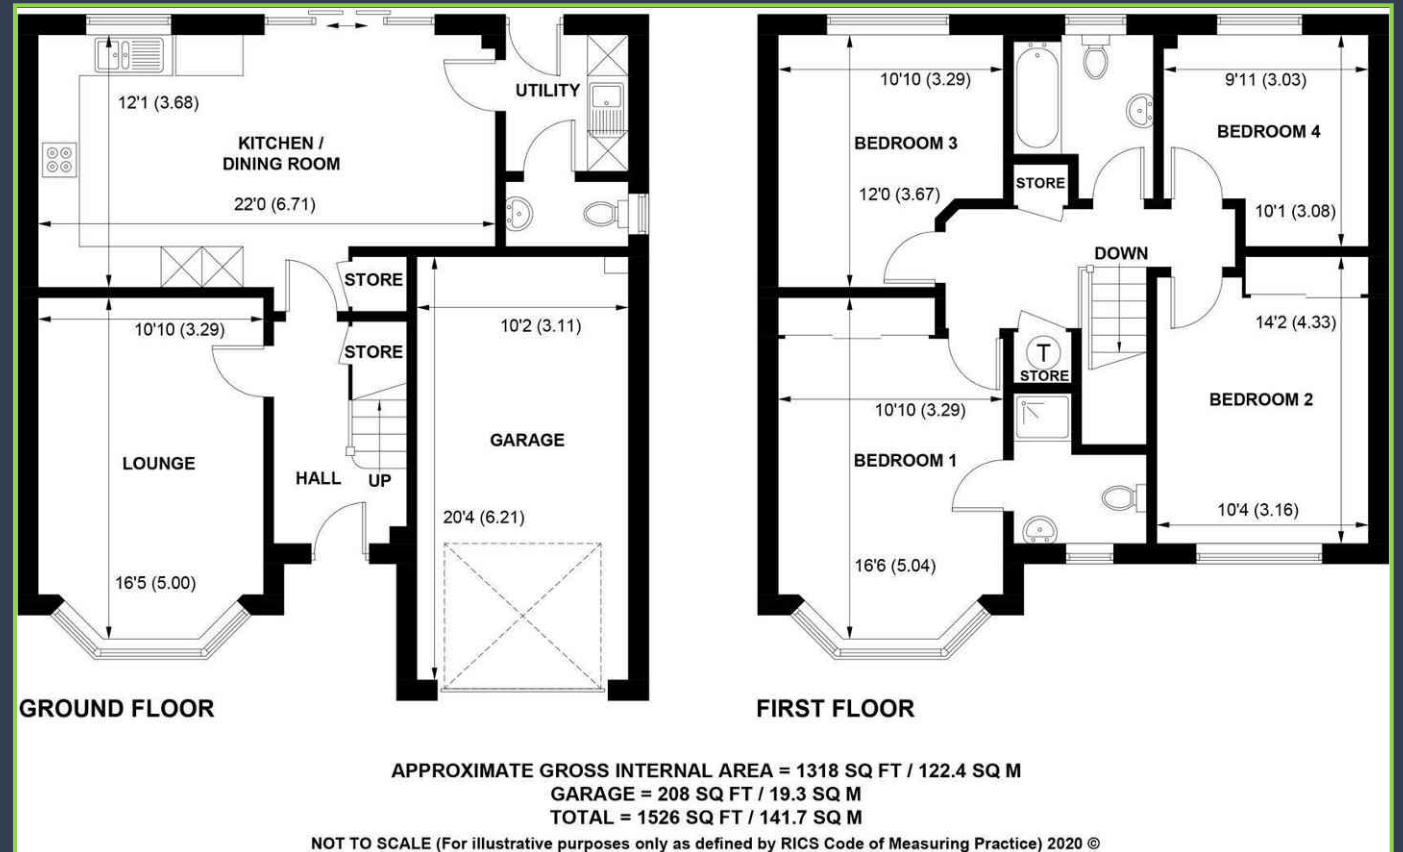 12'1 (3.68)
KITCHEN /
DINING ROOM
22'0 (6.71)
UTILITY
STORE
STORE
10'10 (3.29)
LOUNGE
16'5 (5.00)
HALL
UP
10'2 (3.11)
GARAGE
20'4 (6.21)
GROUND FLOOR
10'10 (3.29)
BEDROOM 3
12'0 (3.67)
STORE
9'11 (3.03)
BEDROOM 4
10'1 (3.08)
DOWN
T
STORE
14'2 (4.33)
BEDROOM 2
10'4 (3.16)
10'10 (3.29)
BEDROOM 1
16'6 (5.04)
FIRST FLOOR
APPROXIMATE GROSS INTERNAL AREA = 1318 SQ FT / 122.4 SQ M
GARAGE = 208 SQ FT / 19.3 SQ M
TOTAL = 1526 SQ FT / 141.7 SQ M
NOT TO SCALE (For illustrative purposes only as defined by RICS Code of Measuring Practice) 2020 ©